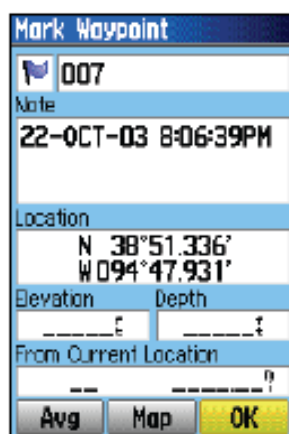 Mark Waypoint
007
Note
22-OCT-03 8:06:39PM
Location
N 38°51.336'
W094°47.931'
Elevation Depth
From Current Location
Avg Map OK